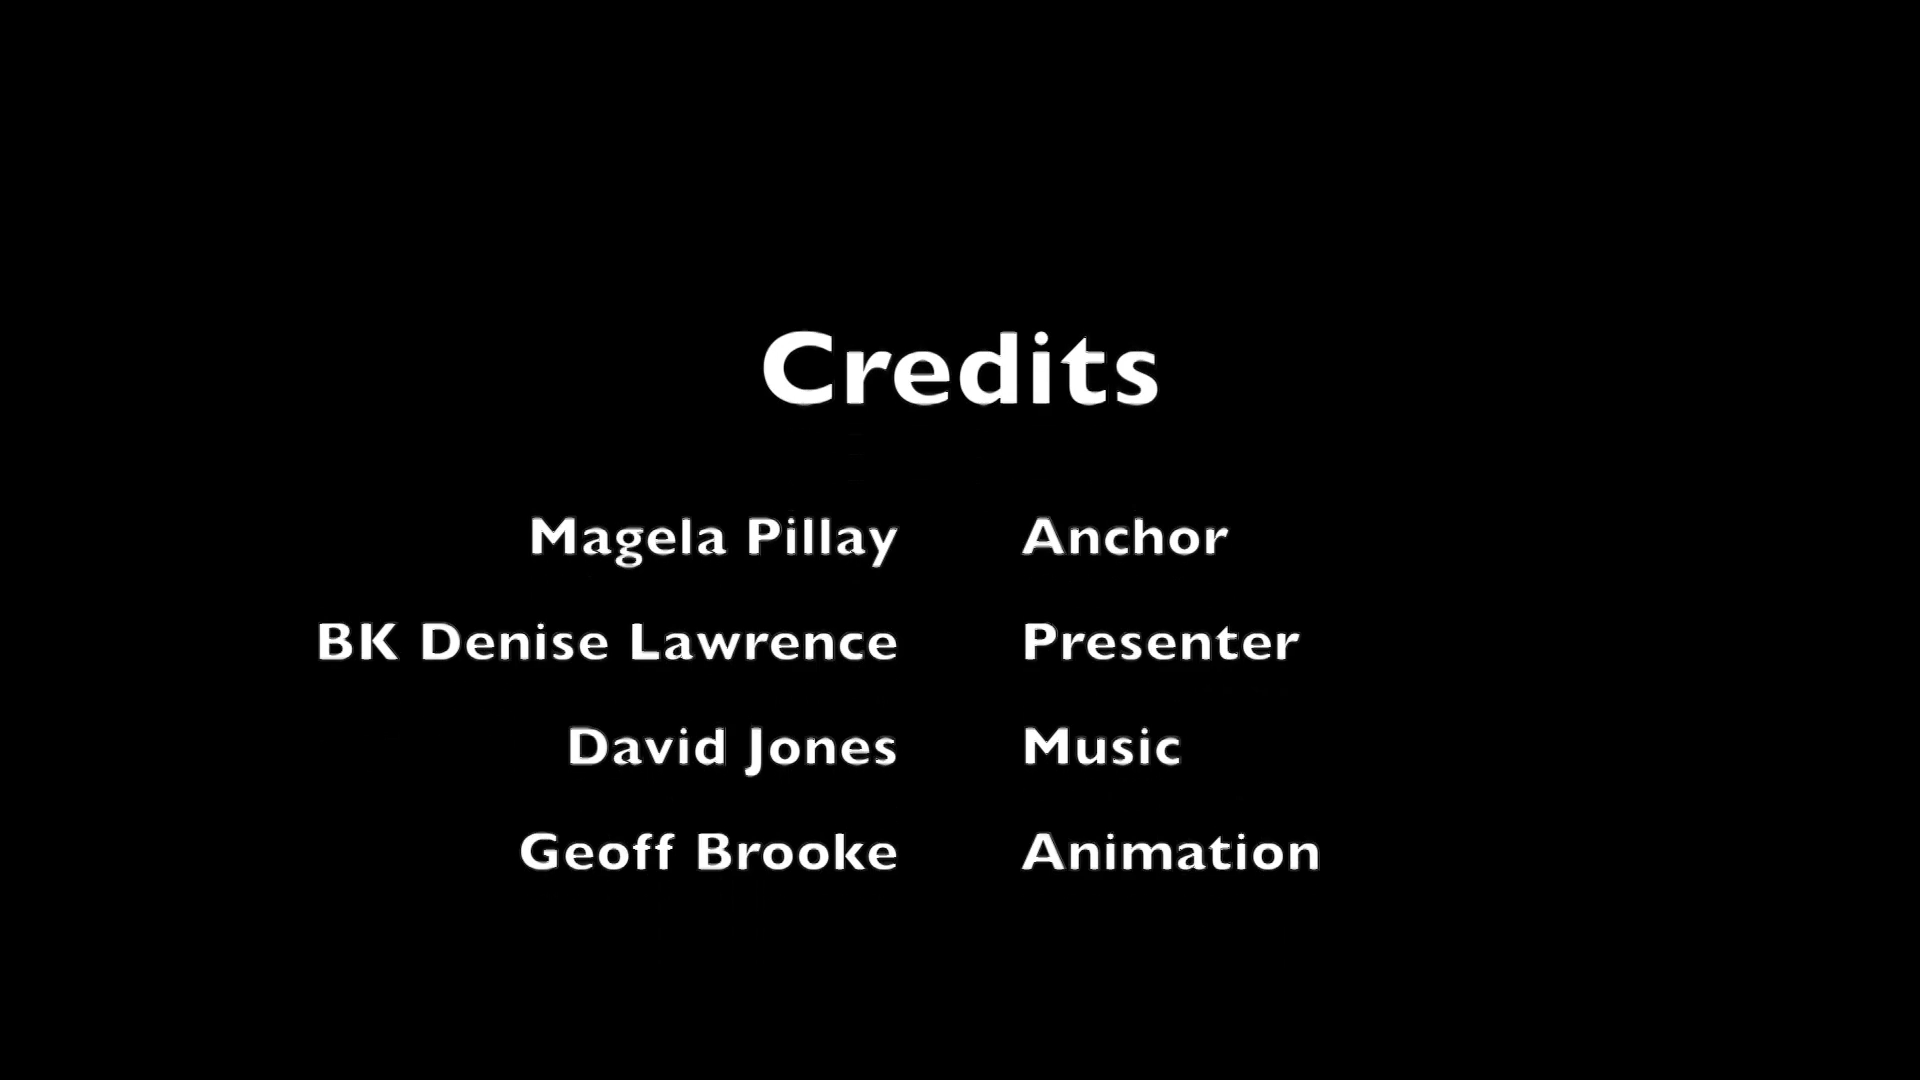 Credits
Magela Pillay Anchor
BK Denise Lawrence Presenter
David Jones Music
Geoff Brooke Animation